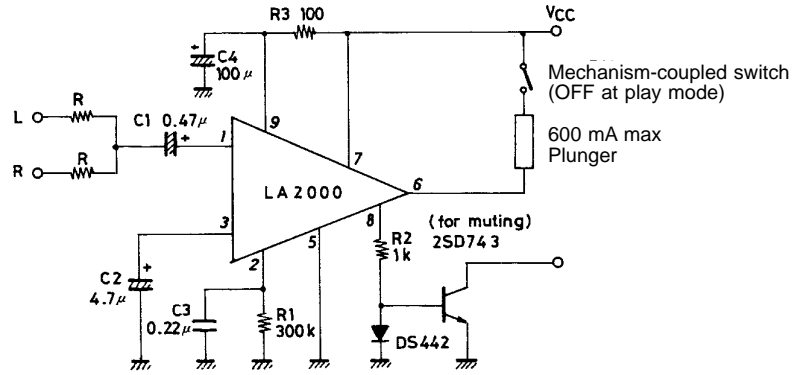 R3 100
VCC
C4
100μ
Mechanism-coupled switch
(OFF at play mode)
R
L
C1 0.47μ
R
R
1
9
7
600 mA max
Plunger
LA2000
6
3
8
(for muting)
2SD743
5
2
R2
1k
C2
4.7μ
C3
0.22μ
R1
300k
DS442